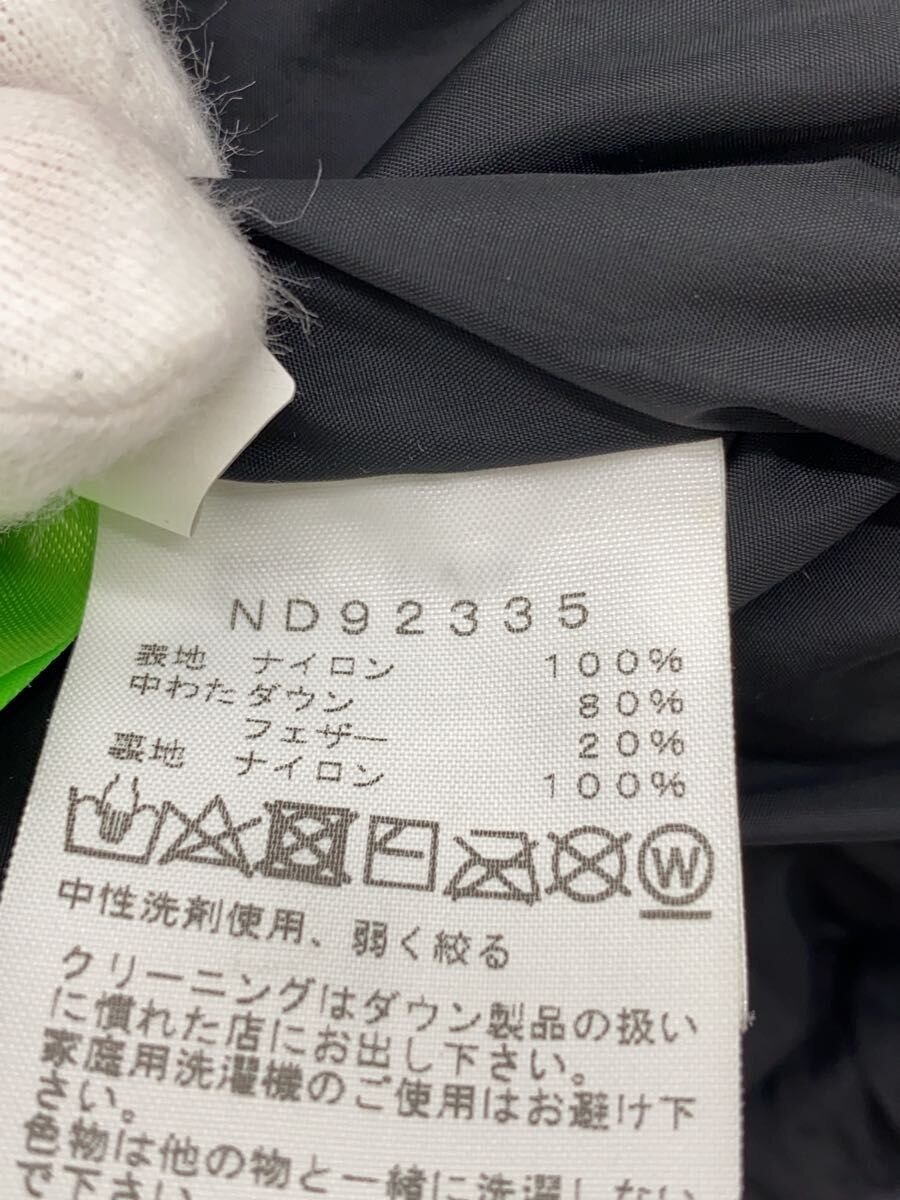 ND92335
表地 ナイロン 100%
中わた ダウン 80%
フェザー 20%
裏地 ナイロン 100%
W
中性洗剤使用、弱く絞る
クリーニングはダウン製品の扱い
に慣れた店にお出し下さい。
家庭用洗濯機のご使用はお避け下
さい。
色物は他の物と一緒に洗濯しない
で下さい